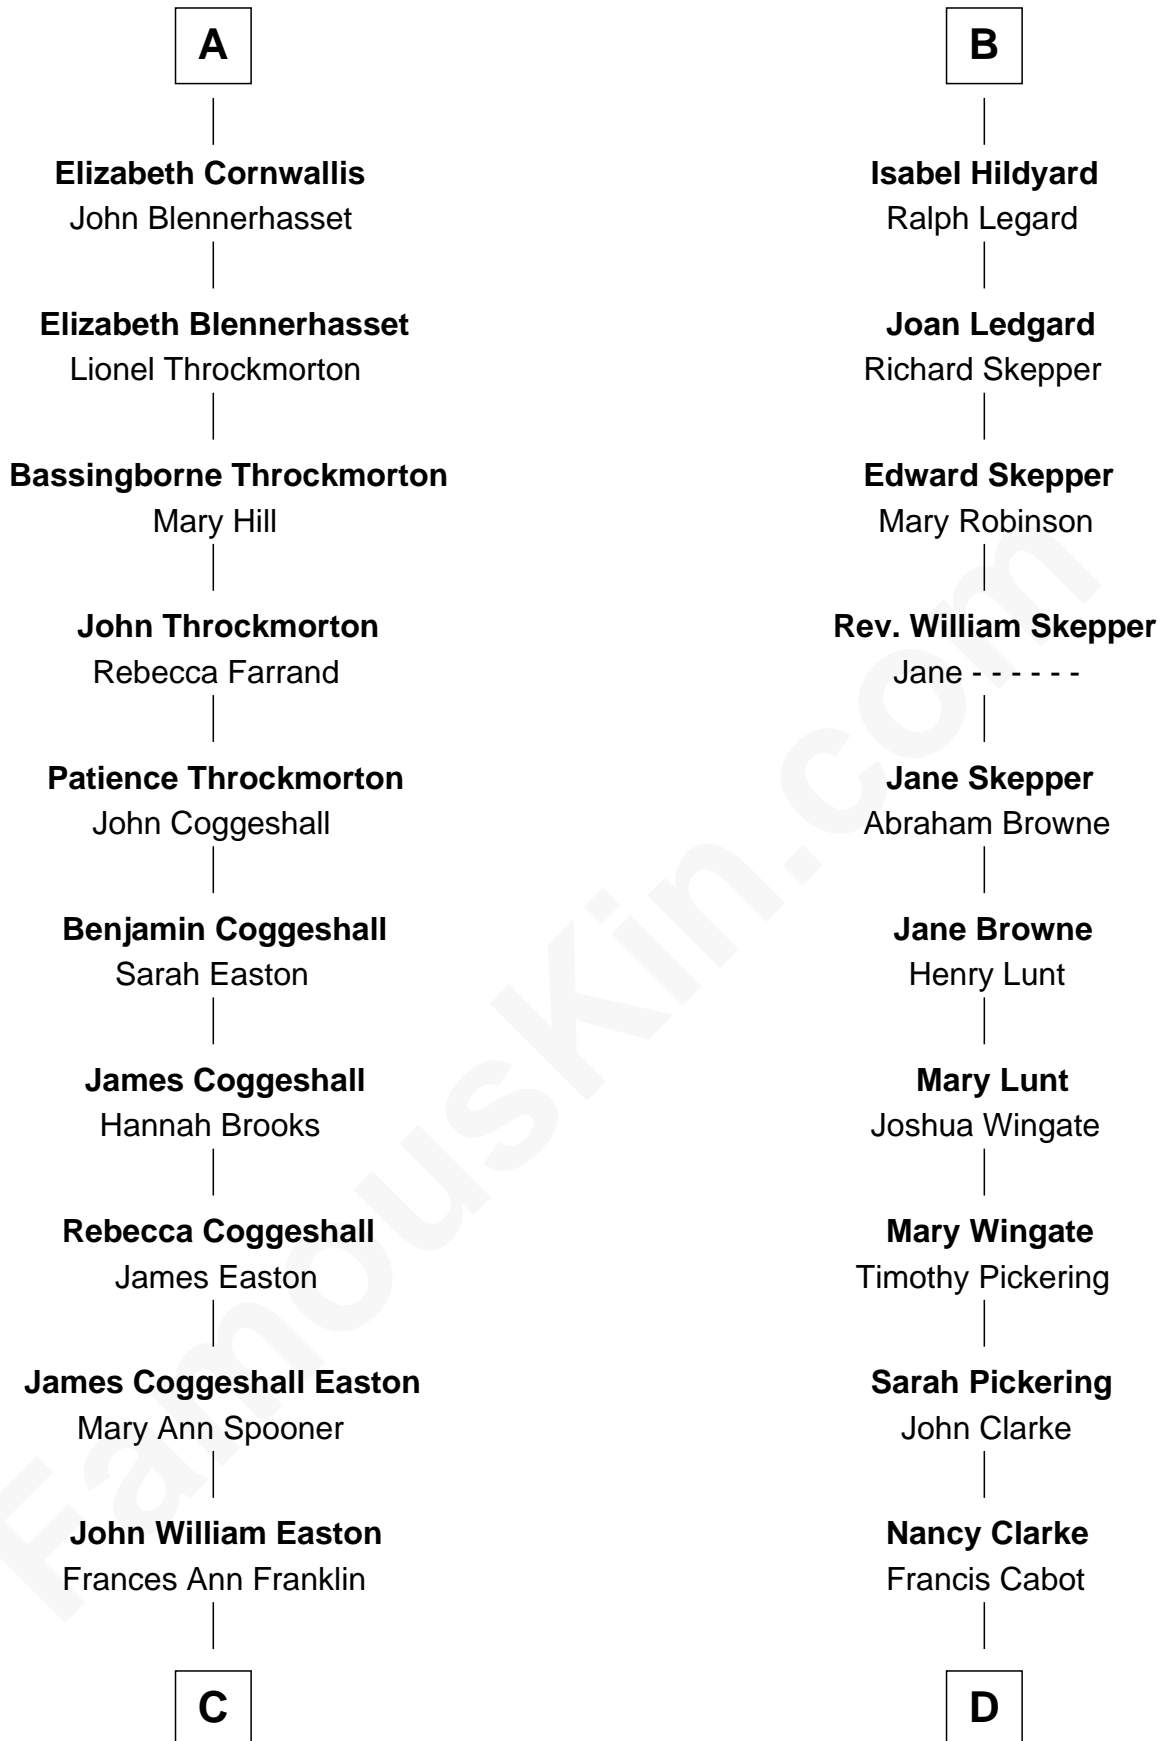 A
Elizabeth Cornwallis
John Blennerhasset
Elizabeth Blennerhasset
Lionel Throckmorton
Bassingborne Throckmorton
Mary Hill
John Throckmorton
Rebecca Farrand
Patience Throckmorton
John Coggeshall
Benjamin Coggeshall
Sarah Easton
James Coggeshall
Hannah Brooks
Rebecca Coggeshall
James Easton
James Coggeshall Easton
Mary Ann Spooner
John William Easton
Frances Ann Franklin
C
B
Isabel Hildyard
Ralph Legard
Joan Ledgard
Richard Skepper
Edward Skepper
Mary Robinson
Rev. William Skepper
Jane - - - - - -
Jane Skepper
Abraham Browne
Jane Browne
Henry Lunt
Mary Lunt
Joshua Wingate
Mary Wingate
Timothy Pickering
Sarah Pickering
John Clarke
Nancy Clarke
Francis Cabot
D
FamousKin.com